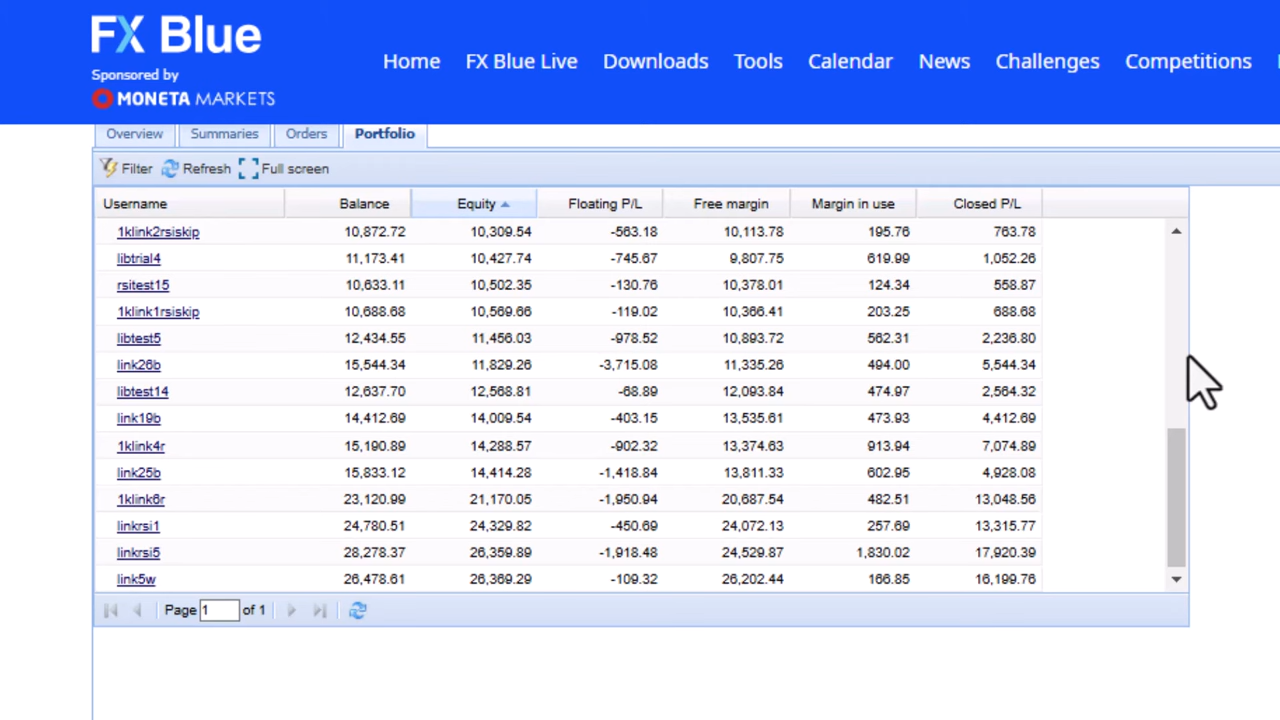 FX Blue
Sponsored by
MONETA MARKETS
Home FX Blue Live Downloads Tools Calendar News Challenges Competitions
Overview Summaries Orders Portfolio
Filter Refresh Full screen
Username Balance Equity Floating P/L Free margin Margin in use Closed P/L
1klink2rsiskip 10,872.72 10,309.54 -563.18 10,113.78 195.76 763.78
libtrial4 11,173.41 10,427.74 -745.67 9,807.75 619.99 1,052.26
rsitest15 10,633.11 10,502.35 -130.76 10,378.01 124.34 558.87
1klink1rsiskip 10,688.68 10,569.66 -119.02 10,366.41 203.25 688.68
libtest5 12,434.55 11,456.03 -978.52 10,893.72 562.31 2,236.80
link26b 15,544.34 11,829.26 -3,715.08 11,335.26 494.00 5,544.34
libtest14 12,637.70 12,568.81 -68.89 12,093.84 474.97 2,564.32
link19b 14,412.69 14,009.54 -403.15 13,535.61 473.93 4,412.69
1klink4r 15,190.89 14,288.57 -902.32 13,374.63 913.94 7,074.89
link25b 15,833.12 14,414.28 -1,418.84 13,811.33 602.95 4,928.08
1klink6r 23,120.99 21,170.05 -1,950.94 20,687.54 482.51 13,048.56
linkrsi1 24,780.51 24,329.82 -450.69 24,072.13 257.69 13,315.77
linkrsi5 28,278.37 26,359.89 -1,918.48 24,529.87 1,830.02 17,920.39
link5w 26,478.61 26,369.29 -109.32 26,202.44 166.85 16,199.76
Page 1 of 1